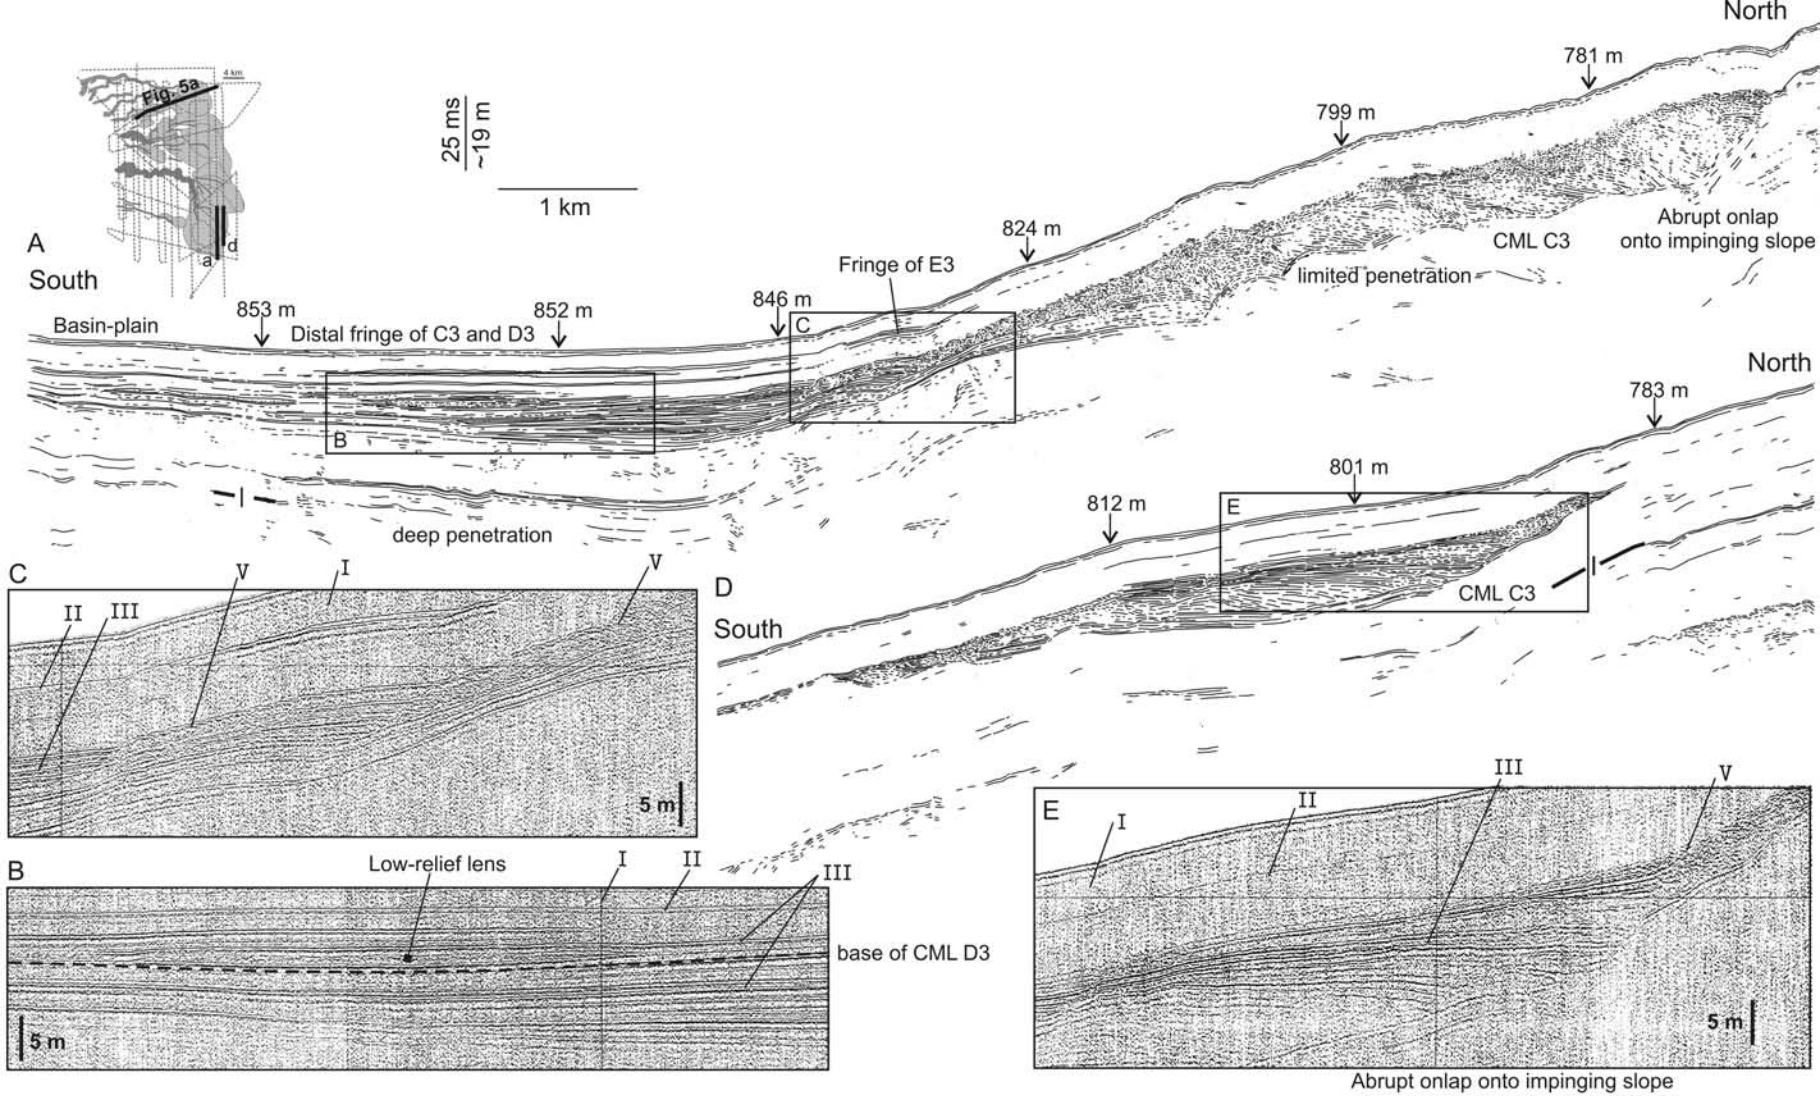 North
4 km
Fig. 5a
a
d
25 ms
~19 m
1 km
781 m
799 m
824 m
A
South
Fringe of E3
Abrupt onlap
onto impinging slope
CML C3
limited penetration
853 m
852 m
846 m
Basin-plain
Distal fringe of C3 and D3
C
B
I
deep penetration
North
783 m
801 m
812 m
E
CML C3
I
D
South
C
V
I
V
II
III
5 m
B
Low-relief lens
I
II
III
base of CML D3
5 m
E
I
II
III
V
5 m
Abrupt onlap onto impinging slope